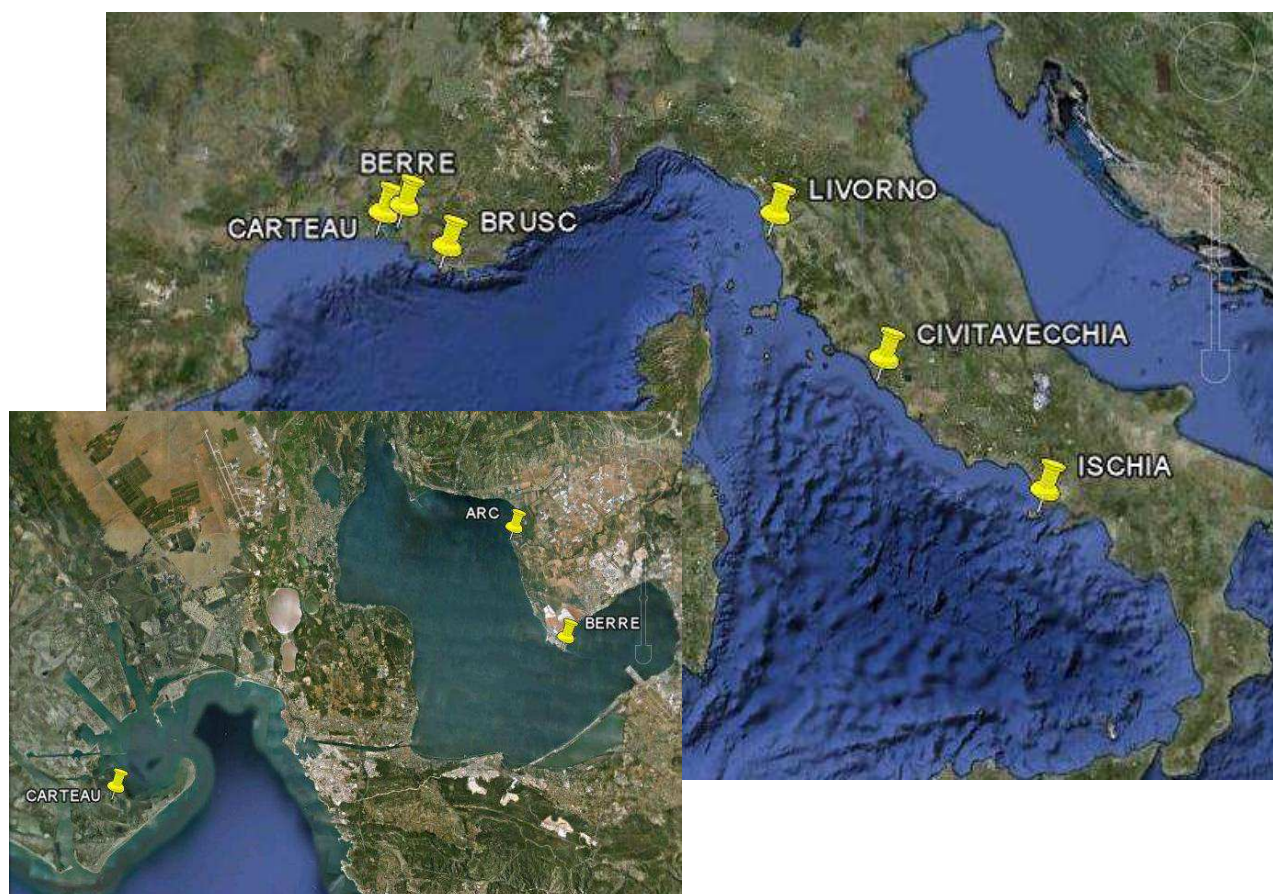 BERRE
CARTEAU
BRUSC
LIVORNO
CIVITAVECCHIA
ISCHIA
ARC
BERRE
CARTEAU